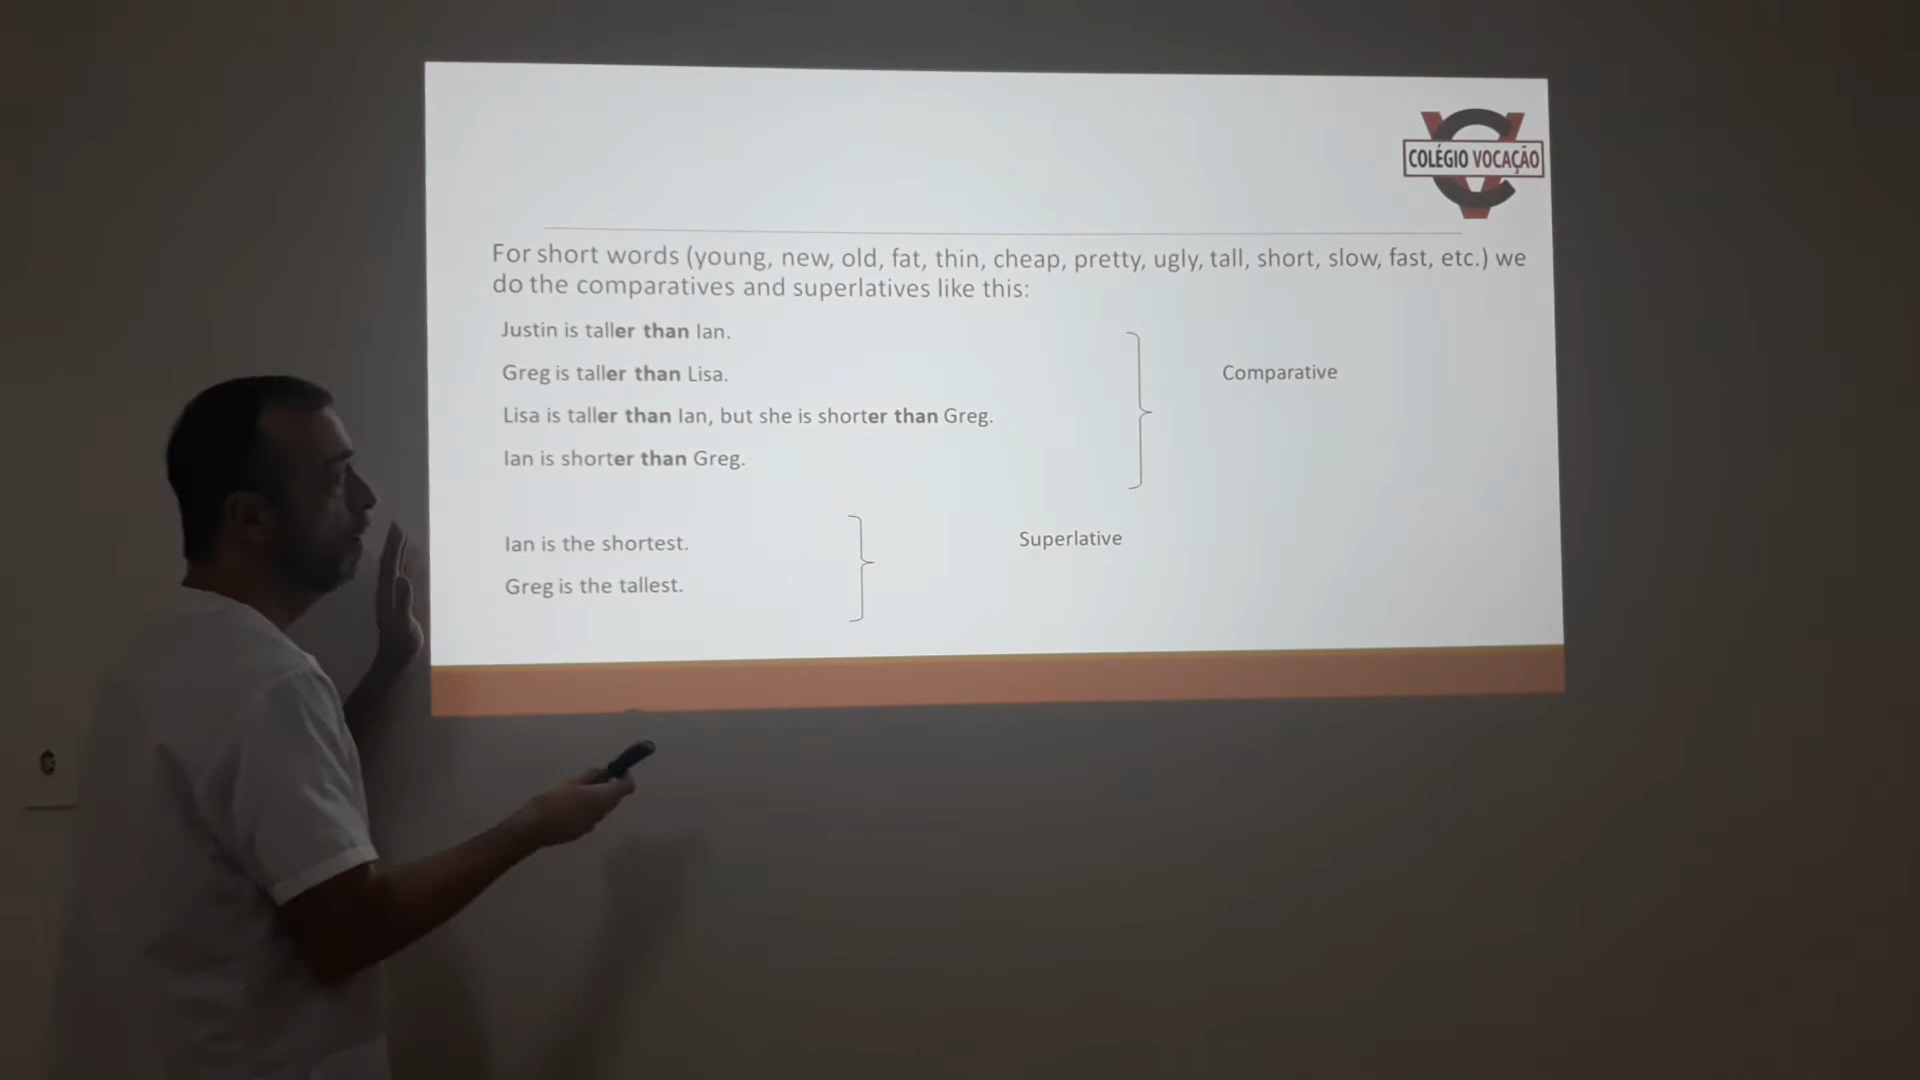 COLÉGIO VOCAÇÃO
For short words (young, new, old, fat, thin, cheap, pretty, ugly, tall, short, slow, fast, etc.) we
do the comparatives and superlatives like this:
Justin is taller than Ian.
Greg is taller than Lisa.
Lisa is taller than Ian, but she is shorter than Greg.
Ian is shorter than Greg.
Comparative
Ian is the shortest.
Greg is the tallest.
Superlative